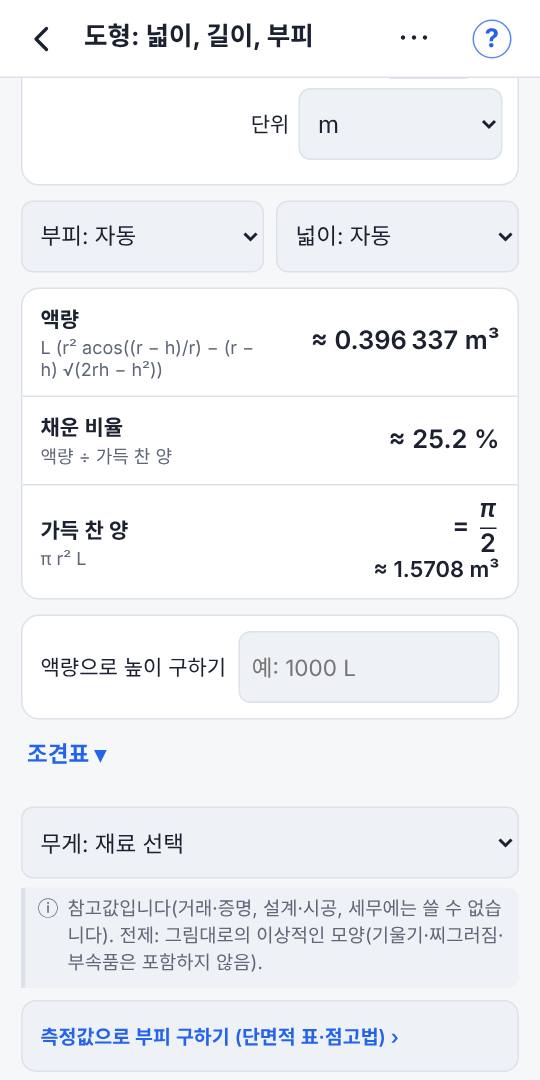 도형: 넓이, 길이, 부피
···
?
단위
m
부피: 자동
넓이: 자동
액량
L (r² acos((r − h)/r) − (r −
h) √(2rh − h²))
≈ 0.396 337 m³
채운 비율
액량 ÷ 가득 찬 양
≈ 25.2 %
가득 찬 양
π r² L
= π/2
≈ 1.5708 m³
액량으로 높이 구하기
예: 1000 L
조견표 ▾
무게: 재료 선택
ⓘ 참고값입니다(거래·증명, 설계·시공, 세무에는 쓸 수 없습
니다). 전제: 그림대로의 이상적인 모양(기울기·찌그러짐·
부속품은 포함하지 않음).
측정값으로 부피 구하기 (단면적 표·점고법) ›